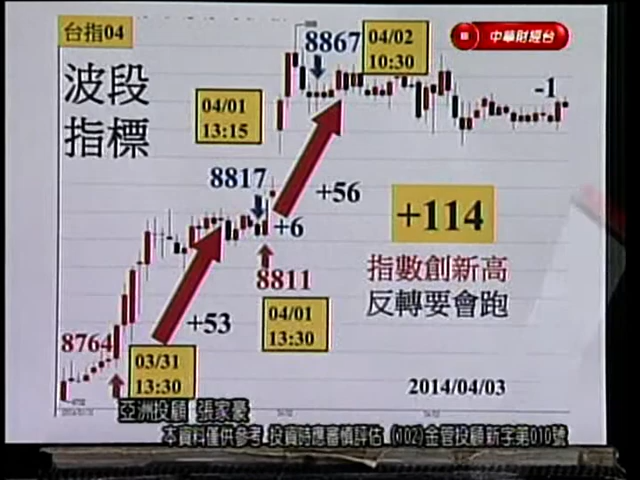 台指04
8867
04/02
10:30
中華財經台
波段
指標
-1
04/01
13:15
8817
+56
+114
+6
指數創新高
反轉要會跑
8811
+53
04/01
13:30
8764
03/31
13:30
2014/04/03
亞洲投顧 張家豪
本資料僅供參考 投資時應審慎評估 (102)金管投顧新字第010號